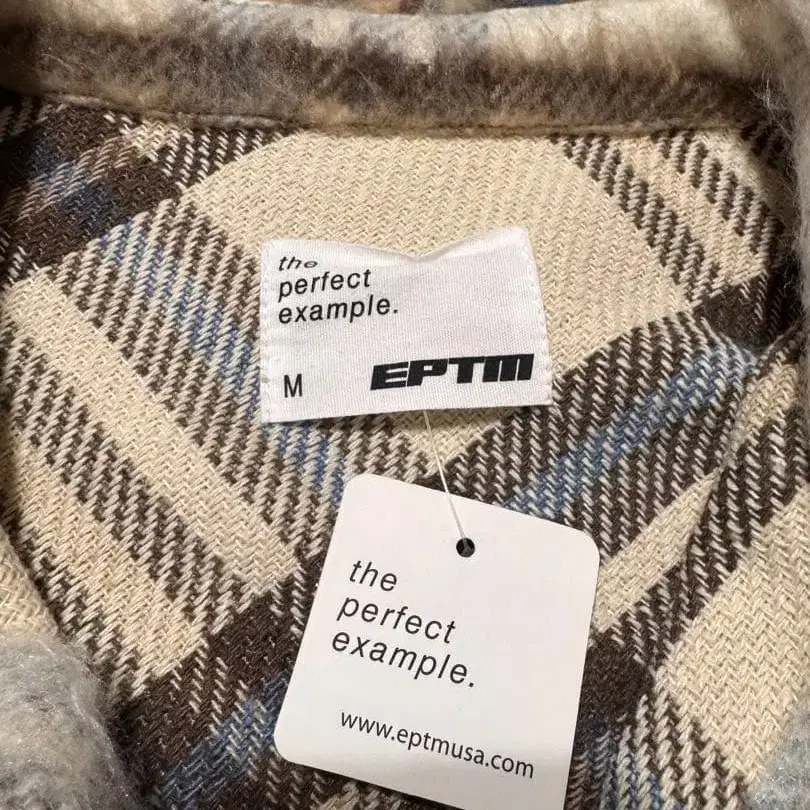 the
perfect
example.
M EPTM
the
perfect
example.
www.eptmusa.com